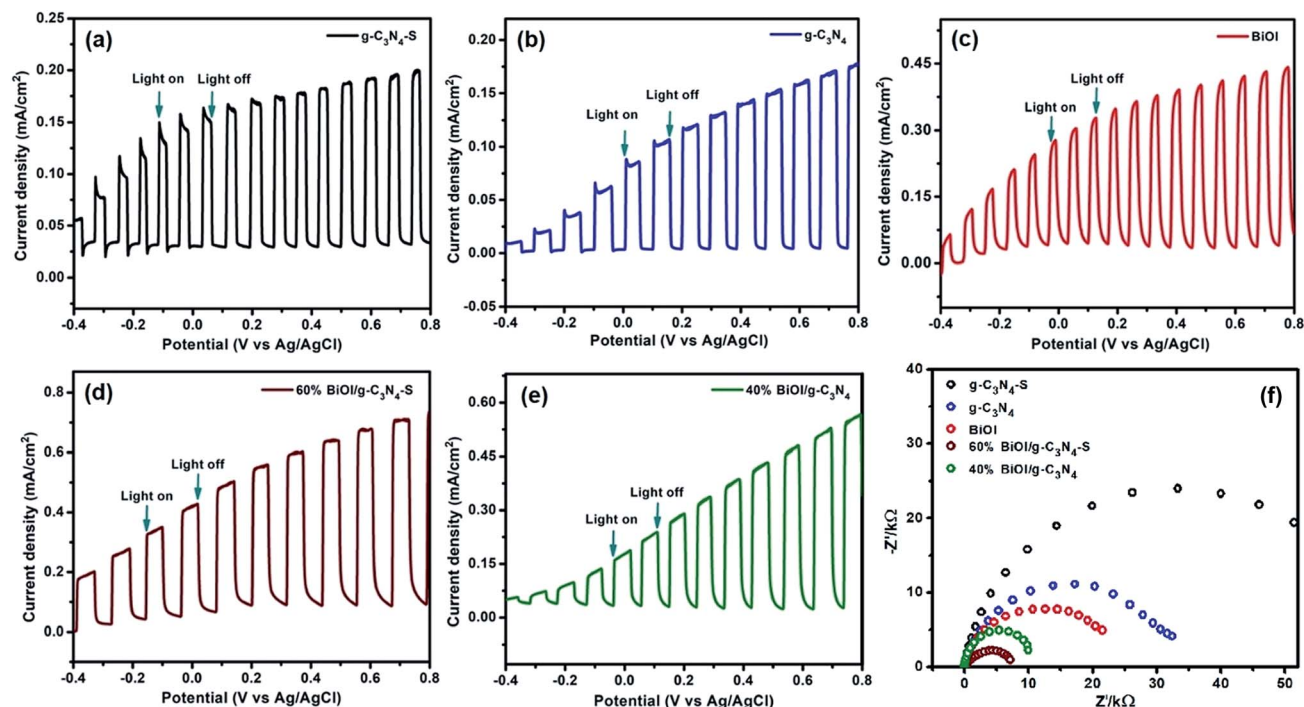 (a)
g-C₃N₄-S
Light on
Light off
0.25
0.20
0.15
0.10
0.05
0.00
Current density (mA/cm²)
-0.4 -0.2 0.0 0.2 0.4 0.6 0.8
Potential (V vs Ag/AgCl)
(b)
g-C₃N₄
Light on
Light off
0.20
0.15
0.10
0.05
0.00
-0.05
Current density (mA/cm²)
-0.4 -0.2 0.0 0.2 0.4 0.6 0.8
Potential (V vs Ag/AgCl)
(c)
BiOI
Light on
Light off
0.45
0.30
0.15
0.00
Current density (mA/cm²)
-0.4 -0.2 0.0 0.2 0.4 0.6 0.8
Potential (V vs Ag/AgCl)
(d)
60% BiOI/g-C₃N₄-S
Light on
Light off
0.8
0.6
0.4
0.2
0.0
Current density (mA/cm²)
-0.4 -0.2 0.0 0.2 0.4 0.6 0.8
Potential (V vs Ag/AgCl)
(e)
40% BiOI/g-C₃N₄
Light on
Light off
0.60
0.45
0.30
0.15
0.00
Current density (mA/cm²)
-0.4 -0.2 0.0 0.2 0.4 0.6 0.8
Potential (V vs Ag/AgCl)
(f)
g-C₃N₄-S
g-C₃N₄
BiOI
60% BiOI/g-C₃N₄-S
40% BiOI/g-C₃N₄
40
30
20
10
0
-Z'/kΩ
0 10 20 30 40 50
Z'/kΩ